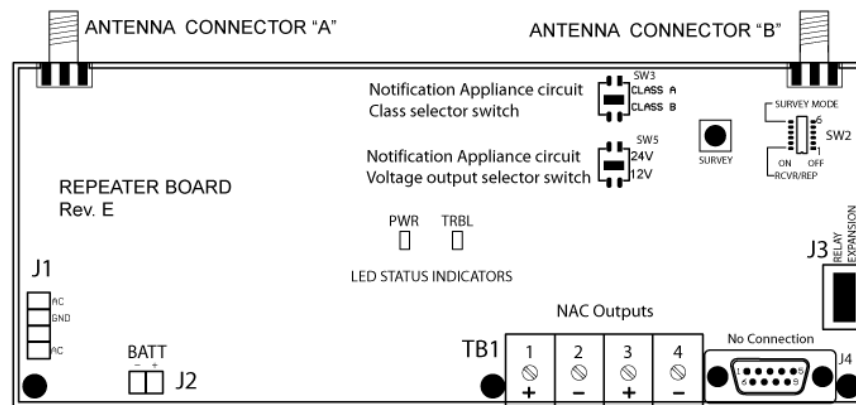 ANTENNA CONNECTOR "A"
ANTENNA CONNECTOR "B"
Notification Appliance circuit
Class selector switch
SW3
CLASS A
CLASS B
SURVEY MODE
6
SW2
1
ON OFF
RCVR/REP
SURVEY
Notification Appliance circuit
Voltage output selector switch
SW5
24V
12V
REPEATER BOARD
Rev. E
PWR TRBL
LED STATUS INDICATORS
J3
RELAY
EXPANSION
J1
AC
GND
AC
BATT
- +
J2
NAC Outputs
TB1
1 2 3 4
+ - + -
No Connection
J4
1 5
6 9